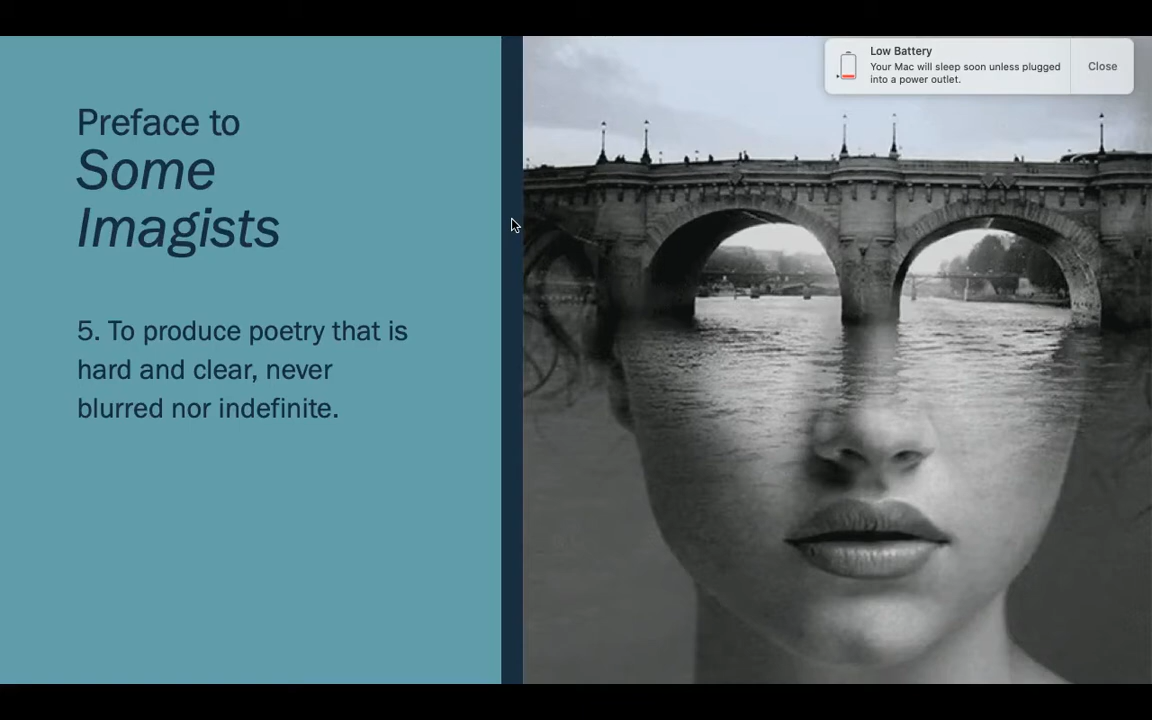 Preface to
Some
Imagists
5. To produce poetry that is
hard and clear, never
blurred nor indefinite.
Low Battery
Your Mac will sleep soon unless plugged
into a power outlet.
Close